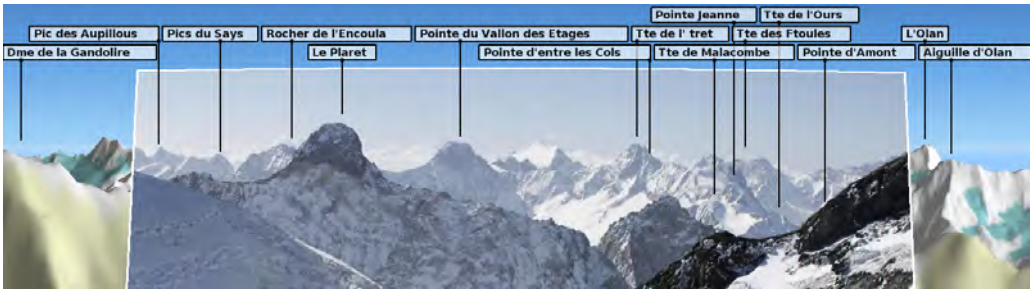 Pointe Jeanne
Tte de l'Ours
Pic des Aupillous
Pics du Says
Rocher de l'Encoula
Pointe du Vallon des Etages
Tte de l' tret
Tte des Ftoules
L'Olan
Dme de la Gandolire
Le Plaret
Pointe d'entre les Cols
Tte de Malacombe
Pointe d'Amont
Aiguille d'Olan